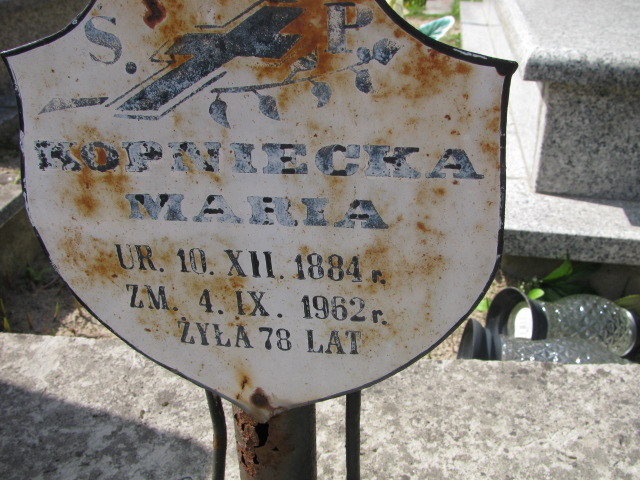 S. P.
KOPNIECKA
MARIA
UR. 10. XII. 1884 r.
ZM. 4. IX. 1962 r.
ŻYŁA 78 LAT